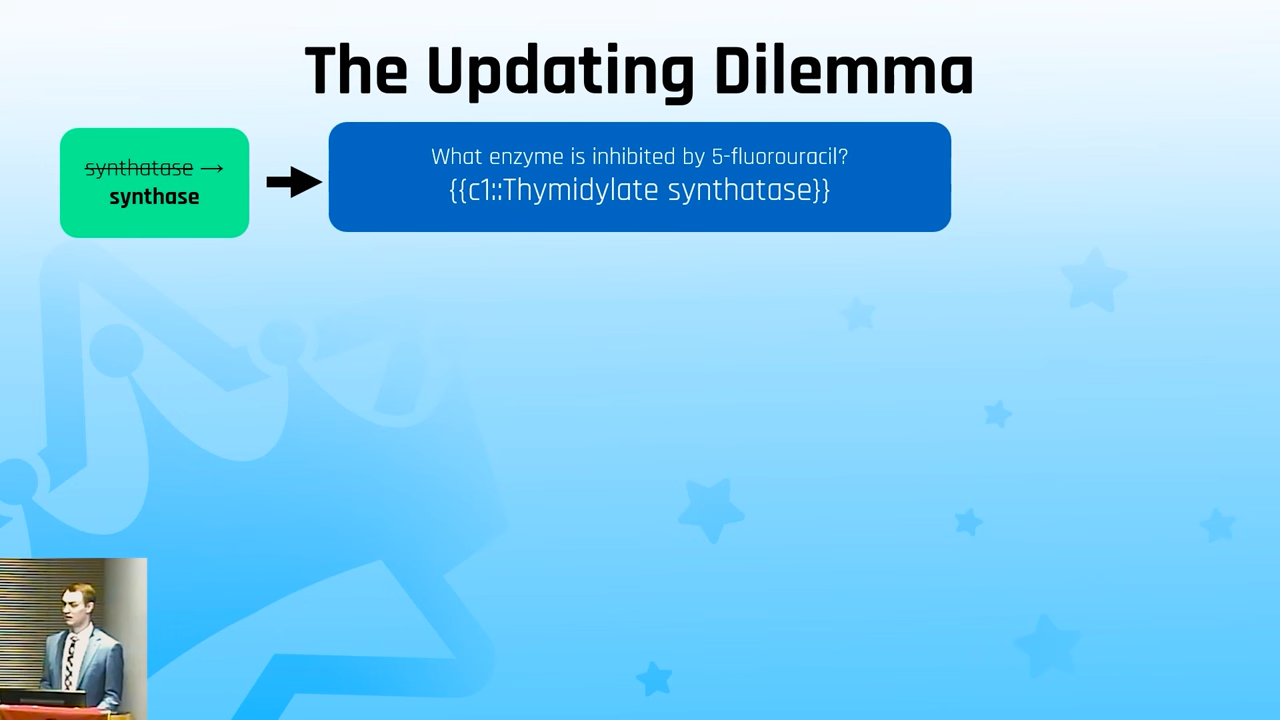 The Updating Dilemma
synthatase →
synthase
What enzyme is inhibited by 5-fluorouracil?
{{c1::Thymidylate synthatase}}